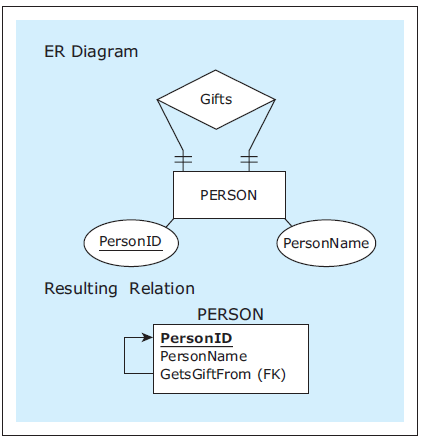 ER Diagram
Gifts
PERSON
PersonID
PersonName
Resulting Relation
PERSON
PersonID
PersonName
GetsGiftFrom (FK)